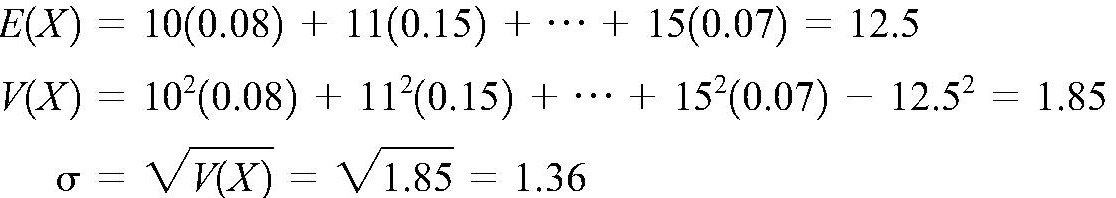 E(X) = 10(0.08) + 11(0.15) + ⋯ + 15(0.07) = 12.5
V(X) = 10²(0.08) + 11²(0.15) + ⋯ + 15²(0.07) − 12.5² = 1.85
σ = √V(X) = √1.85 = 1.36